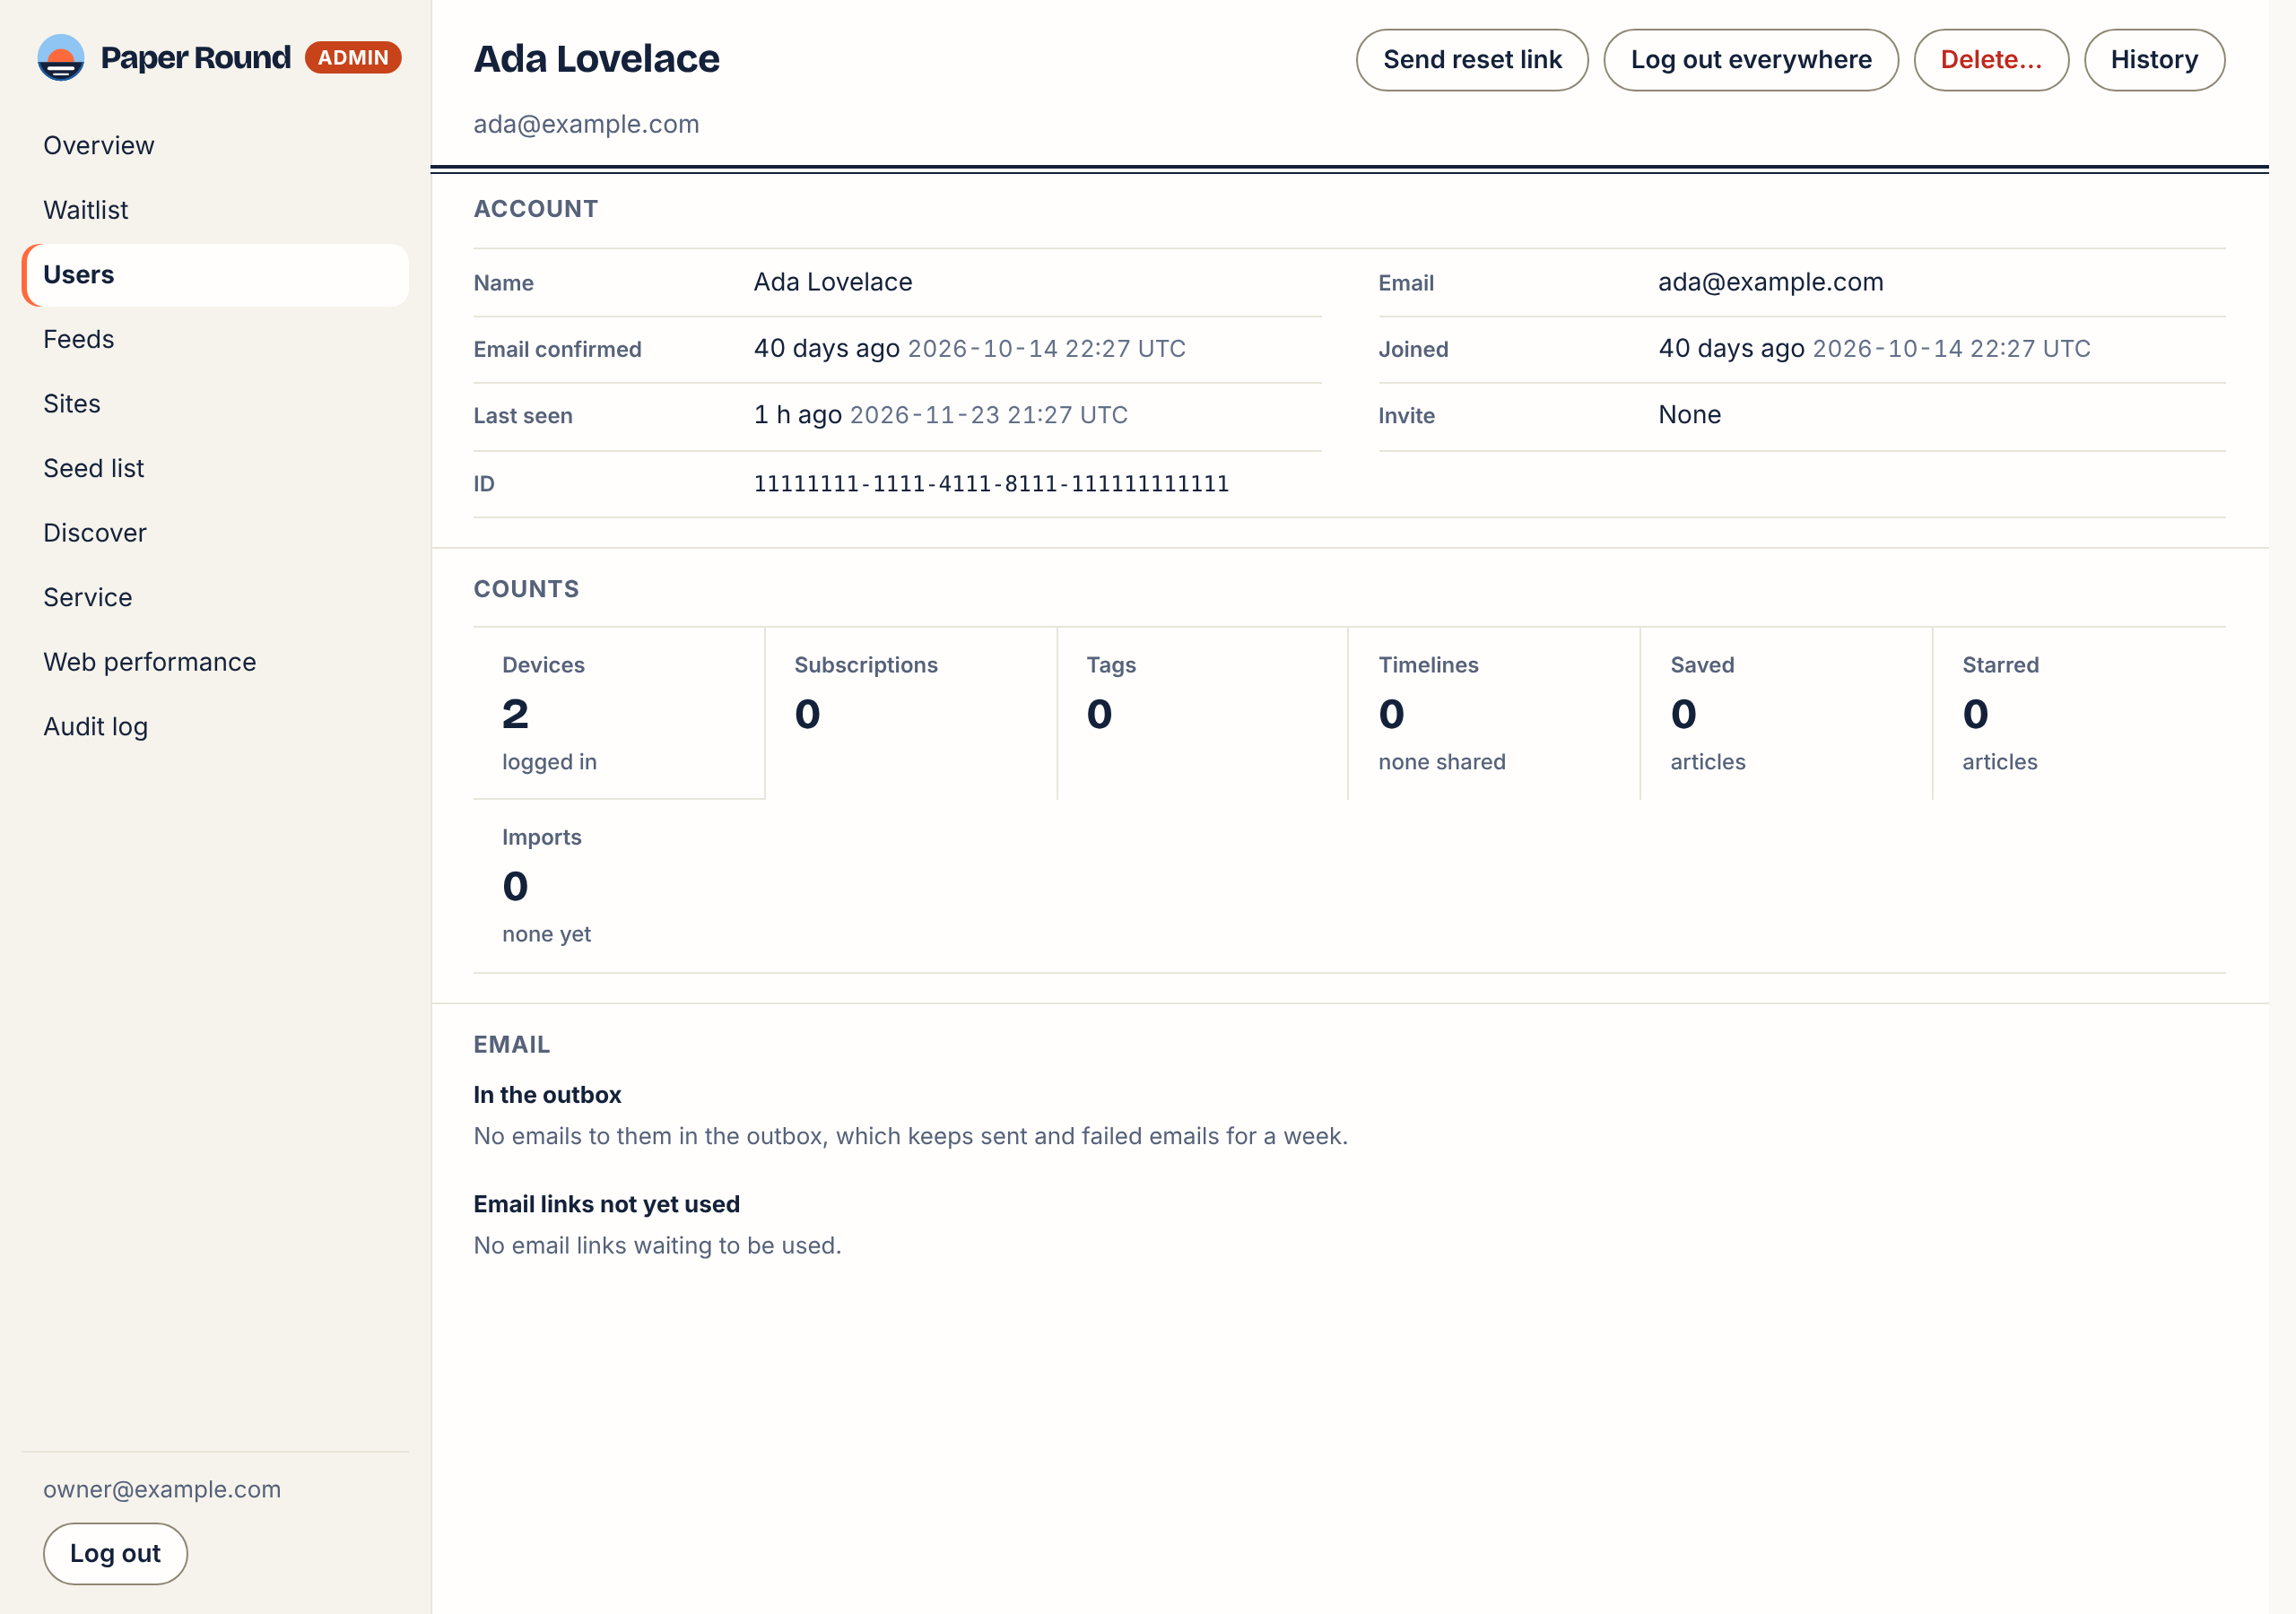 Paper Round ADMIN
Overview
Waitlist
Users
Feeds
Sites
Seed list
Discover
Service
Web performance
Audit log
owner@example.com
Log out
Ada Lovelace
ada@example.com
Send reset link Log out everywhere Delete... History
ACCOUNT
Name Ada Lovelace Email ada@example.com
Email confirmed 40 days ago 2026-10-14 22:27 UTC Joined 40 days ago 2026-10-14 22:27 UTC
Last seen 1 h ago 2026-11-23 21:27 UTC Invite None
ID 11111111-1111-4111-8111-111111111111
COUNTS
Devices Subscriptions Tags Timelines Saved Starred
2 0 0 0 0 0
logged in none shared articles articles
Imports
0
none yet
EMAIL
In the outbox
No emails to them in the outbox, which keeps sent and failed emails for a week.
Email links not yet used
No email links waiting to be used.